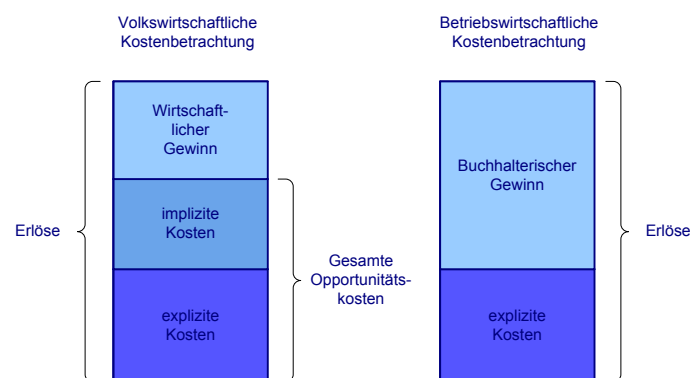 Volkswirtschaftliche
Kostenbetrachtung
Betriebswirtschaftliche
Kostenbetrachtung
Wirtschaft-
licher
Gewinn
implizite
Kosten
explizite
Kosten
Erlöse
Gesamte
Opportunitäts-
kosten
Buchhalterischer
Gewinn
explizite
Kosten
Erlöse